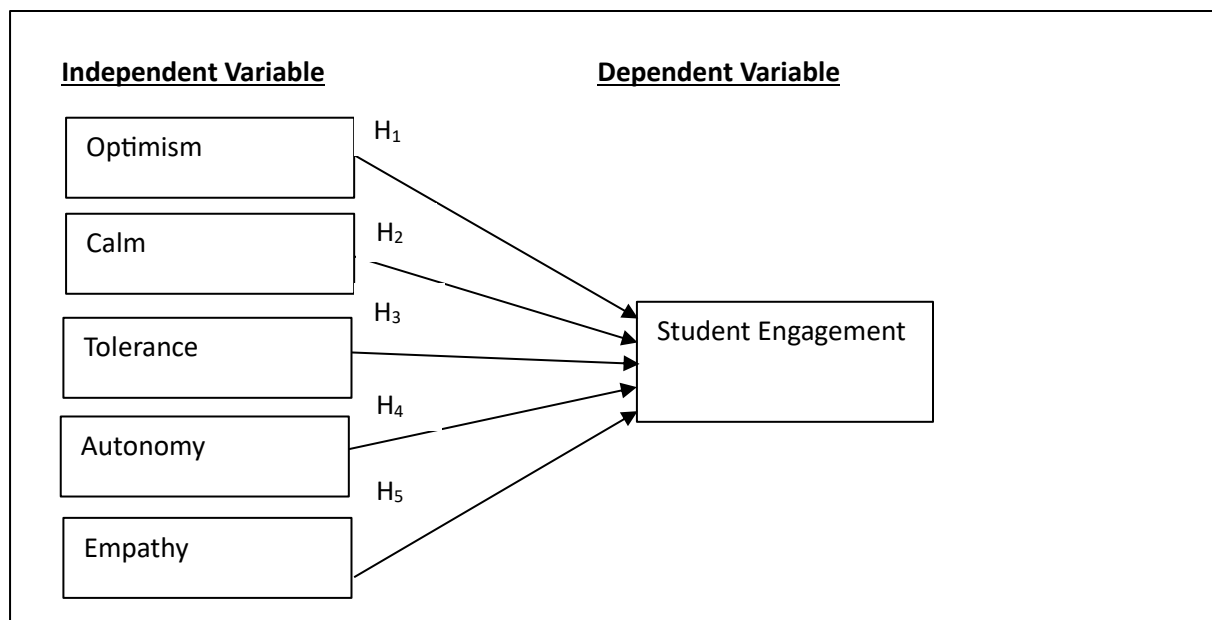 Independent Variable
Dependent Variable
Optimism
H₁
Calm
H₂
Tolerance
H₃
Student Engagement
Autonomy
H₄
Empathy
H₅